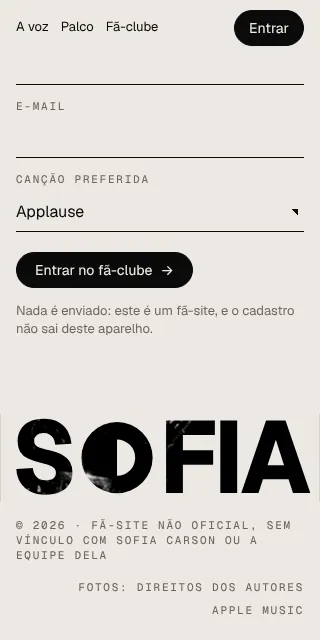 A voz Palco Fã-clube Entrar
E-MAIL
CANÇÃO PREFERIDA
Applause
Entrar no fã-clube →
Nada é enviado: este é um fã-site, e o cadastro
não sai deste aparelho.
SOFIA
© 2026 · FÃ-SITE NÃO OFICIAL, SEM
VÍNCULO COM SOFIA CARSON OU A
EQUIPE DELA
FOTOS: DIREITOS DOS AUTORES
APPLE MUSIC